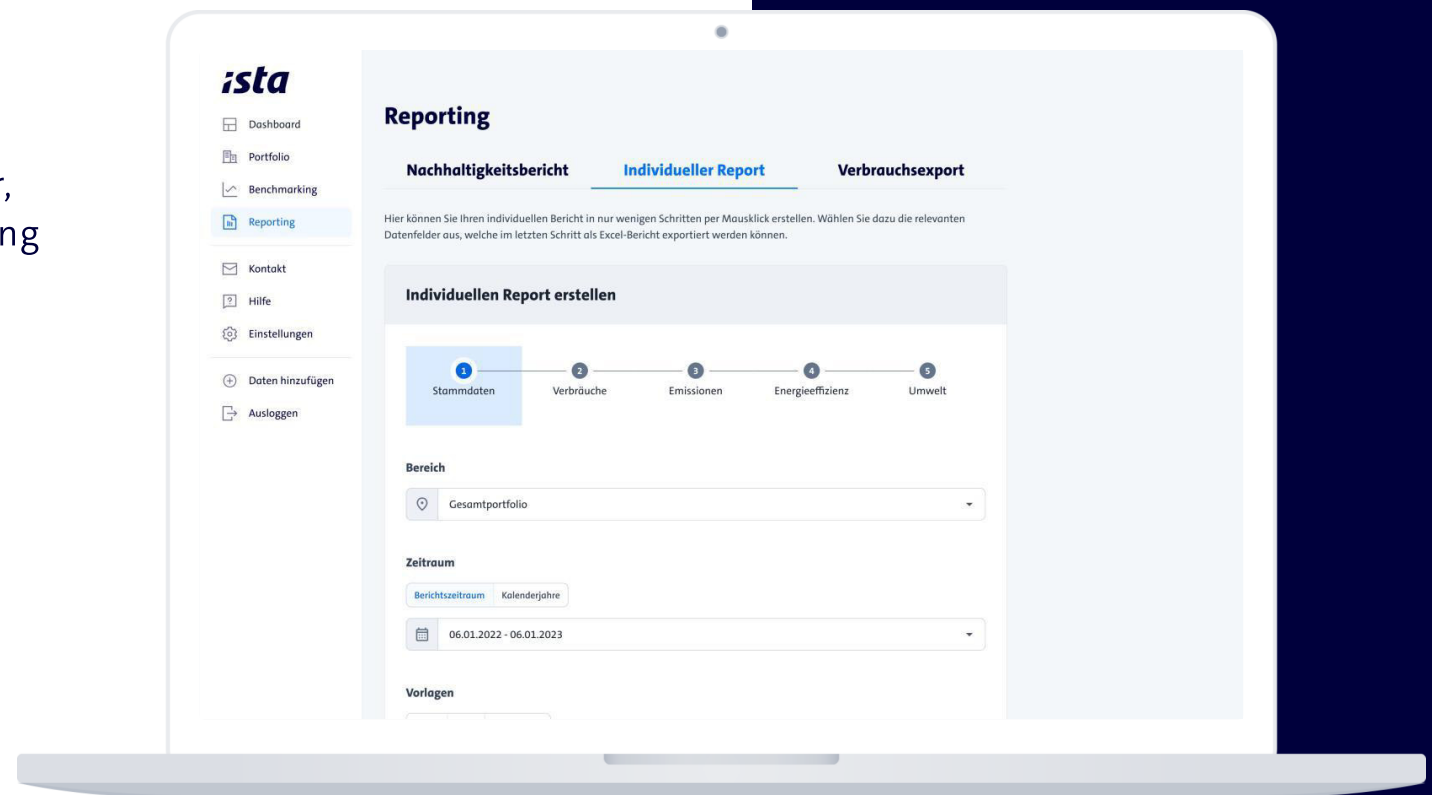 ista
Dashboard
Portfolio
Benchmarking
Reporting
Kontakt
Hilfe
Einstellungen
Daten hinzufügen
Ausloggen
Reporting
Nachhaltigkeitsbericht Individueller Report Verbrauchsexport
Hier können Sie Ihren individuellen Bericht in nur wenigen Schritten per Mausklick erstellen. Wählen Sie dazu die relevanten
Datenfelder aus, welche im letzten Schritt als Excel-Bericht exportiert werden können.
Individuellen Report erstellen
1 2 3 4 5
Stammdaten Verbräuche Emissionen Energieeffizienz Umwelt
Bereich
Gesamtportfolio
Zeitraum
Berichtszeitraum Kalenderjahre
06.01.2022 - 06.01.2023
Vorlagen